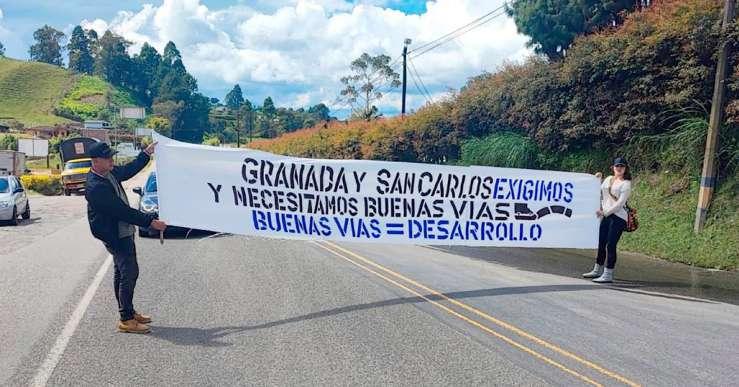 GRANADA Y SAN CARLOS EXIGIMOS
Y NECESITAMOS BUENAS VIAS
BUENAS VIAS = DESARROLLO